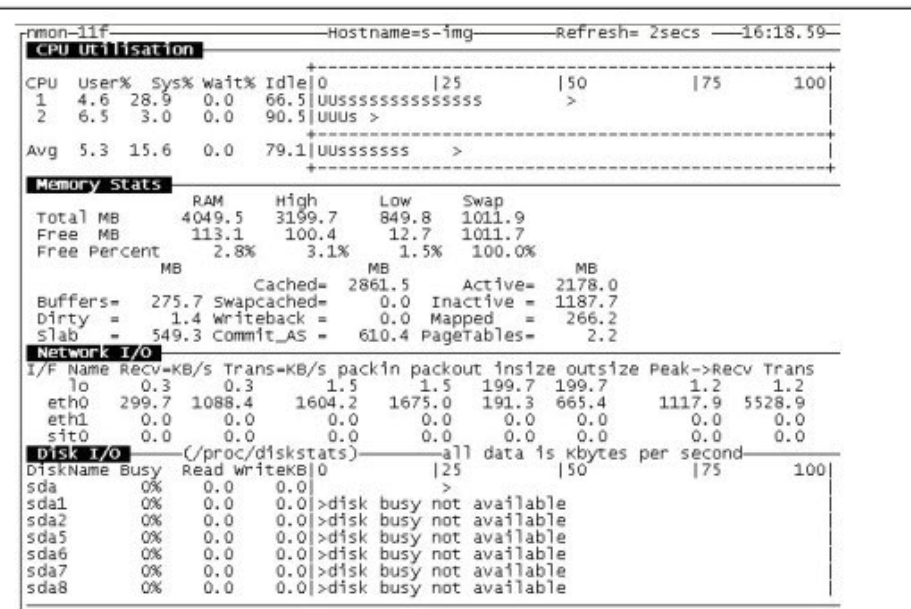 nmon-11f Hostname=s-img Refresh= 2secs 16:18.59
CPU Utilisation
CPU User% Sys% Wait% Idle|0 |25 |50 |75 100|
1 4.6 28.9 0.0 66.5|UUsssssssssssssss >
2 6.5 3.0 0.0 90.5|UUUs >
Avg 5.3 15.6 0.0 79.1|UUsssssss >
Memory Stats
RAM High Low Swap
Total MB 4049.5 3199.7 849.8 1011.9
Free MB 113.1 100.4 12.7 1011.7
Free Percent 2.8% 3.1% 1.5% 100.0%
MB MB MB
Cached= 2861.5 Active= 2178.0
Buffers= 275.7 Swapcached= 0.0 Inactive = 1187.7
Dirty = 1.4 Writeback = 0.0 Mapped = 266.2
Slab = 549.3 Commit_AS = 610.4 PageTables= 2.2
Network I/O
I/F Name Recv=KB/s Trans=KB/s packin packout insize outsize Peak->Recv Trans
lo 0.3 0.3 1.5 1.5 199.7 199.7 1.2 1.2
eth0 299.7 1088.4 1604.2 1675.0 191.3 665.4 1117.9 5528.9
eth1 0.0 0.0 0.0 0.0 0.0 0.0 0.0 0.0
sit0 0.0 0.0 0.0 0.0 0.0 0.0 0.0 0.0
Disk I/O (/proc/diskstats) all data is Kbytes per second
DiskName Busy Read WriteKB|0 |25 |50 |75 100|
sda 0% 0.0 0.0| >
sda1 0% 0.0 0.0|>disk busy not available
sda2 0% 0.0 0.0|>disk busy not available
sda5 0% 0.0 0.0|>disk busy not available
sda6 0% 0.0 0.0|>disk busy not available
sda7 0% 0.0 0.0|>disk busy not available
sda8 0% 0.0 0.0|>disk busy not available